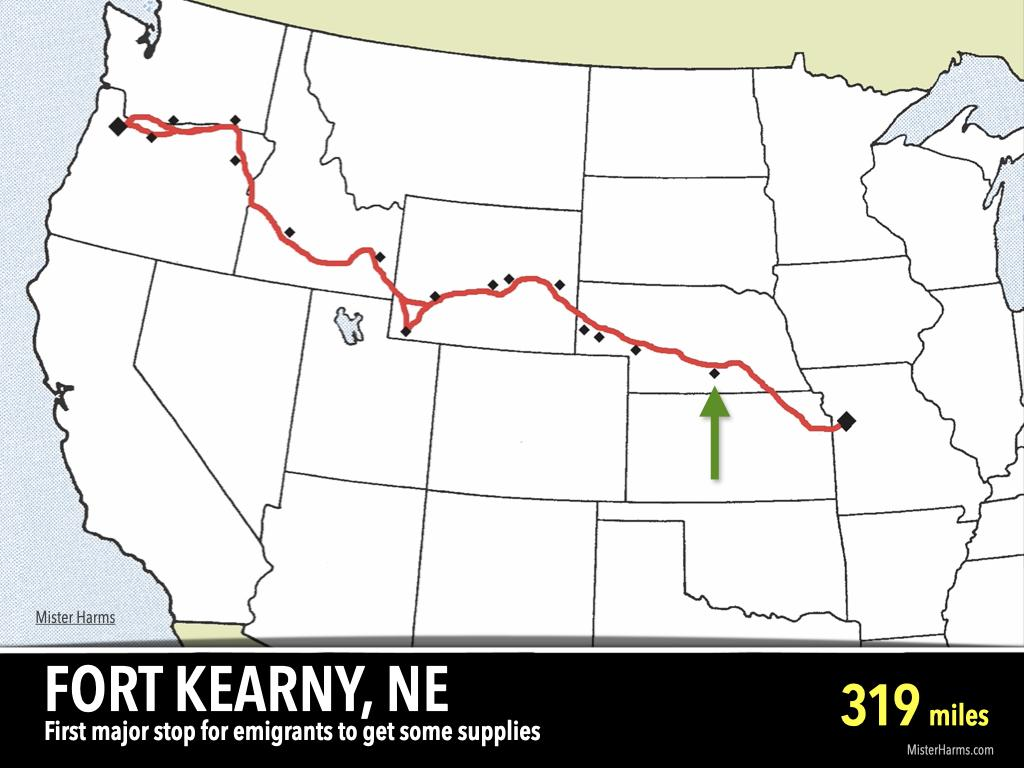 Mister Harms
FORT KEARNY, NE
First major stop for emigrants to get some supplies
319 miles
MisterHarms.com